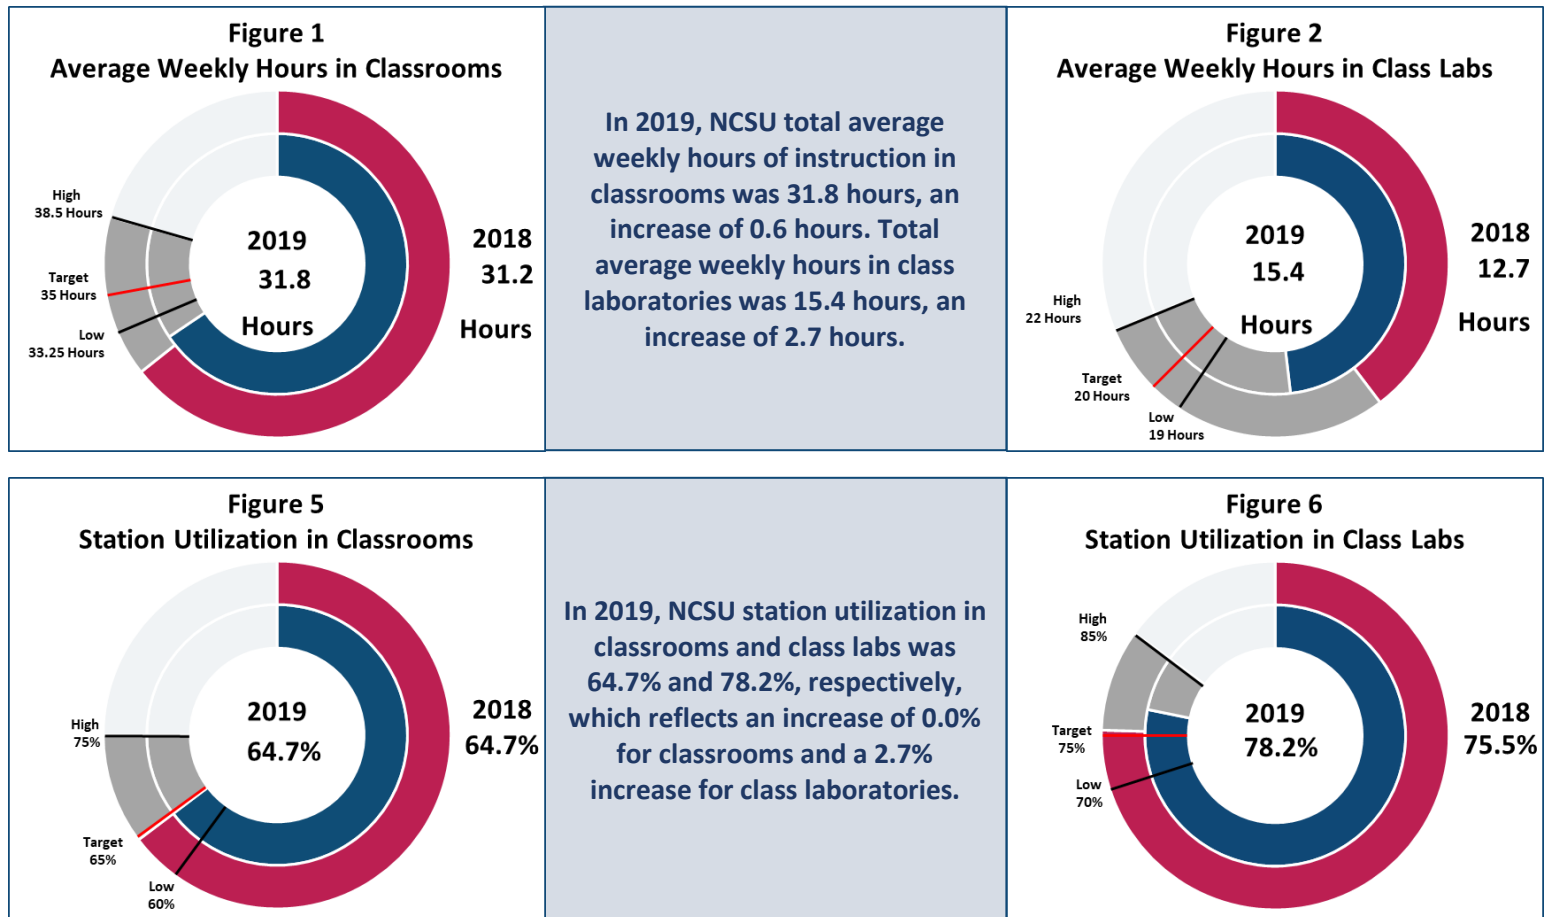 Figure 1
Average Weekly Hours in Classrooms
High
38.5 Hours
Target
35 Hours
Low
33.25 Hours
2019
31.8
Hours
2018
31.2
Hours
In 2019, NCSU total average
weekly hours of instruction in
classrooms was 31.8 hours, an
increase of 0.6 hours. Total
average weekly hours in class
laboratories was 15.4 hours, an
increase of 2.7 hours.
Figure 2
Average Weekly Hours in Class Labs
High
22 Hours
Target
20 Hours
Low
19 Hours
2019
15.4
Hours
2018
12.7
Hours
Figure 5
Station Utilization in Classrooms
High
75%
Target
65%
Low
60%
2019
64.7%
2018
64.7%
In 2019, NCSU station utilization in
classrooms and class labs was
64.7% and 78.2%, respectively,
which reflects an increase of 0.0%
for classrooms and a 2.7%
increase for class laboratories.
Figure 6
Station Utilization in Class Labs
High
85%
Target
75%
Low
70%
2019
78.2%
2018
75.5%